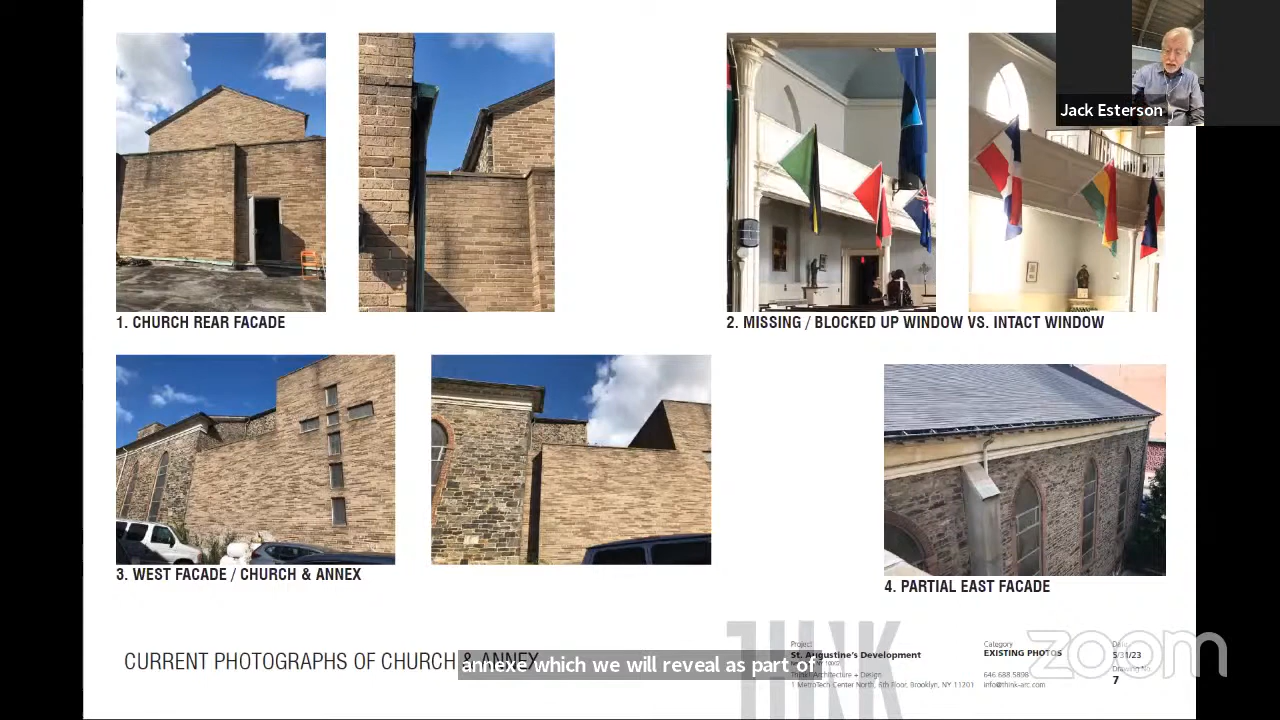 Jack Esterson
1. CHURCH REAR FACADE
2. MISSING / BLOCKED UP WINDOW VS. INTACT WINDOW
3. WEST FACADE / CHURCH & ANNEX
4. PARTIAL EAST FACADE
CURRENT PHOTOGRAPHS OF CHURCH & ANNEX
annexe which we will reveal as part of
THINK
Project:
St. Augustine's Development
Think! Architecture + Design
1 MetroTech Center North, 6th Floor, Brooklyn, NY 11201
Category
EXISTING PHOTOS
646.688.5898
info@think-arc.com
Date
5/31/23
Drawing No.
7
zoom